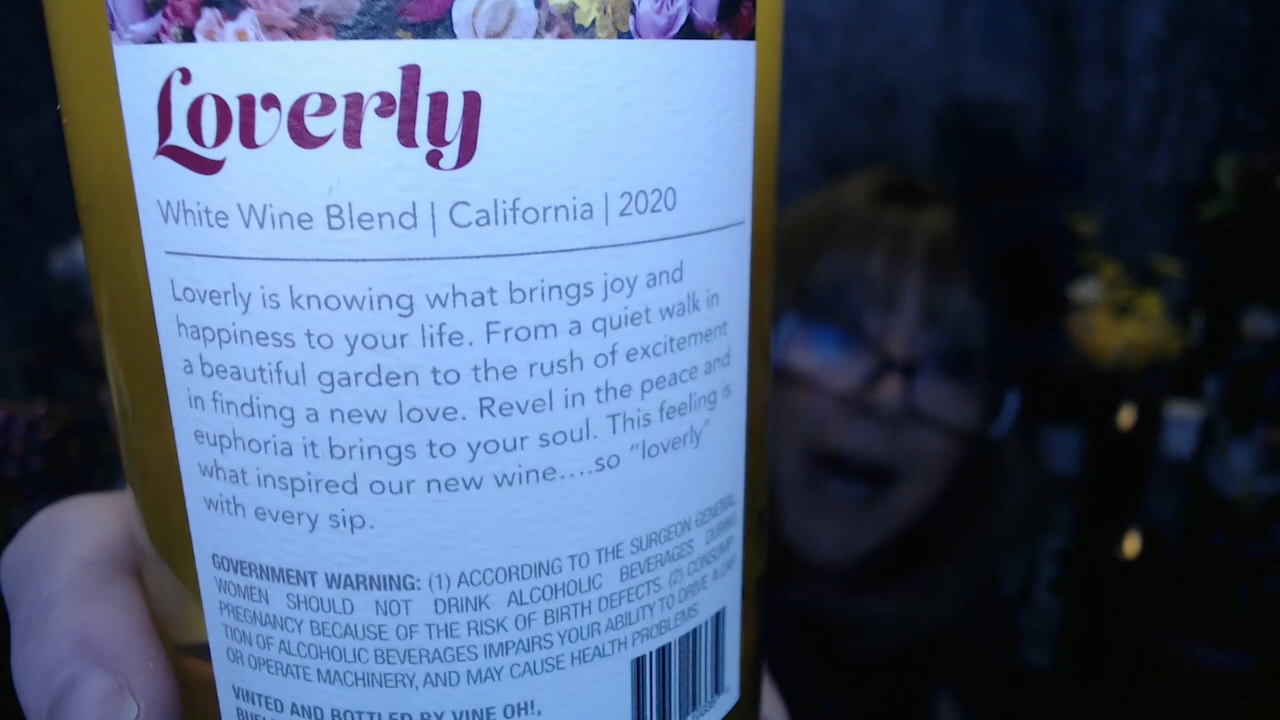 Loverly
White Wine Blend | California | 2020
Loverly is knowing what brings joy and
happiness to your life. From a quiet walk in
a beautiful garden to the rush of excitement
in finding a new love. Revel in the peace and
euphoria it brings to your soul. This feeling is
what inspired our new wine....so "loverly"
with every sip.
GOVERNMENT WARNING: (1) ACCORDING TO THE SURGEON GENERAL
WOMEN SHOULD NOT DRINK ALCOHOLIC BEVERAGES DURING
PREGNANCY BECAUSE OF THE RISK OF BIRTH DEFECTS. (2) CONSUMP
TION OF ALCOHOLIC BEVERAGES IMPAIRS YOUR ABILITY TO DRIVE A CAR
OR OPERATE MACHINERY, AND MAY CAUSE HEALTH PROBLEMS.
VINTED AND BOTTLED BY VINE OH!,